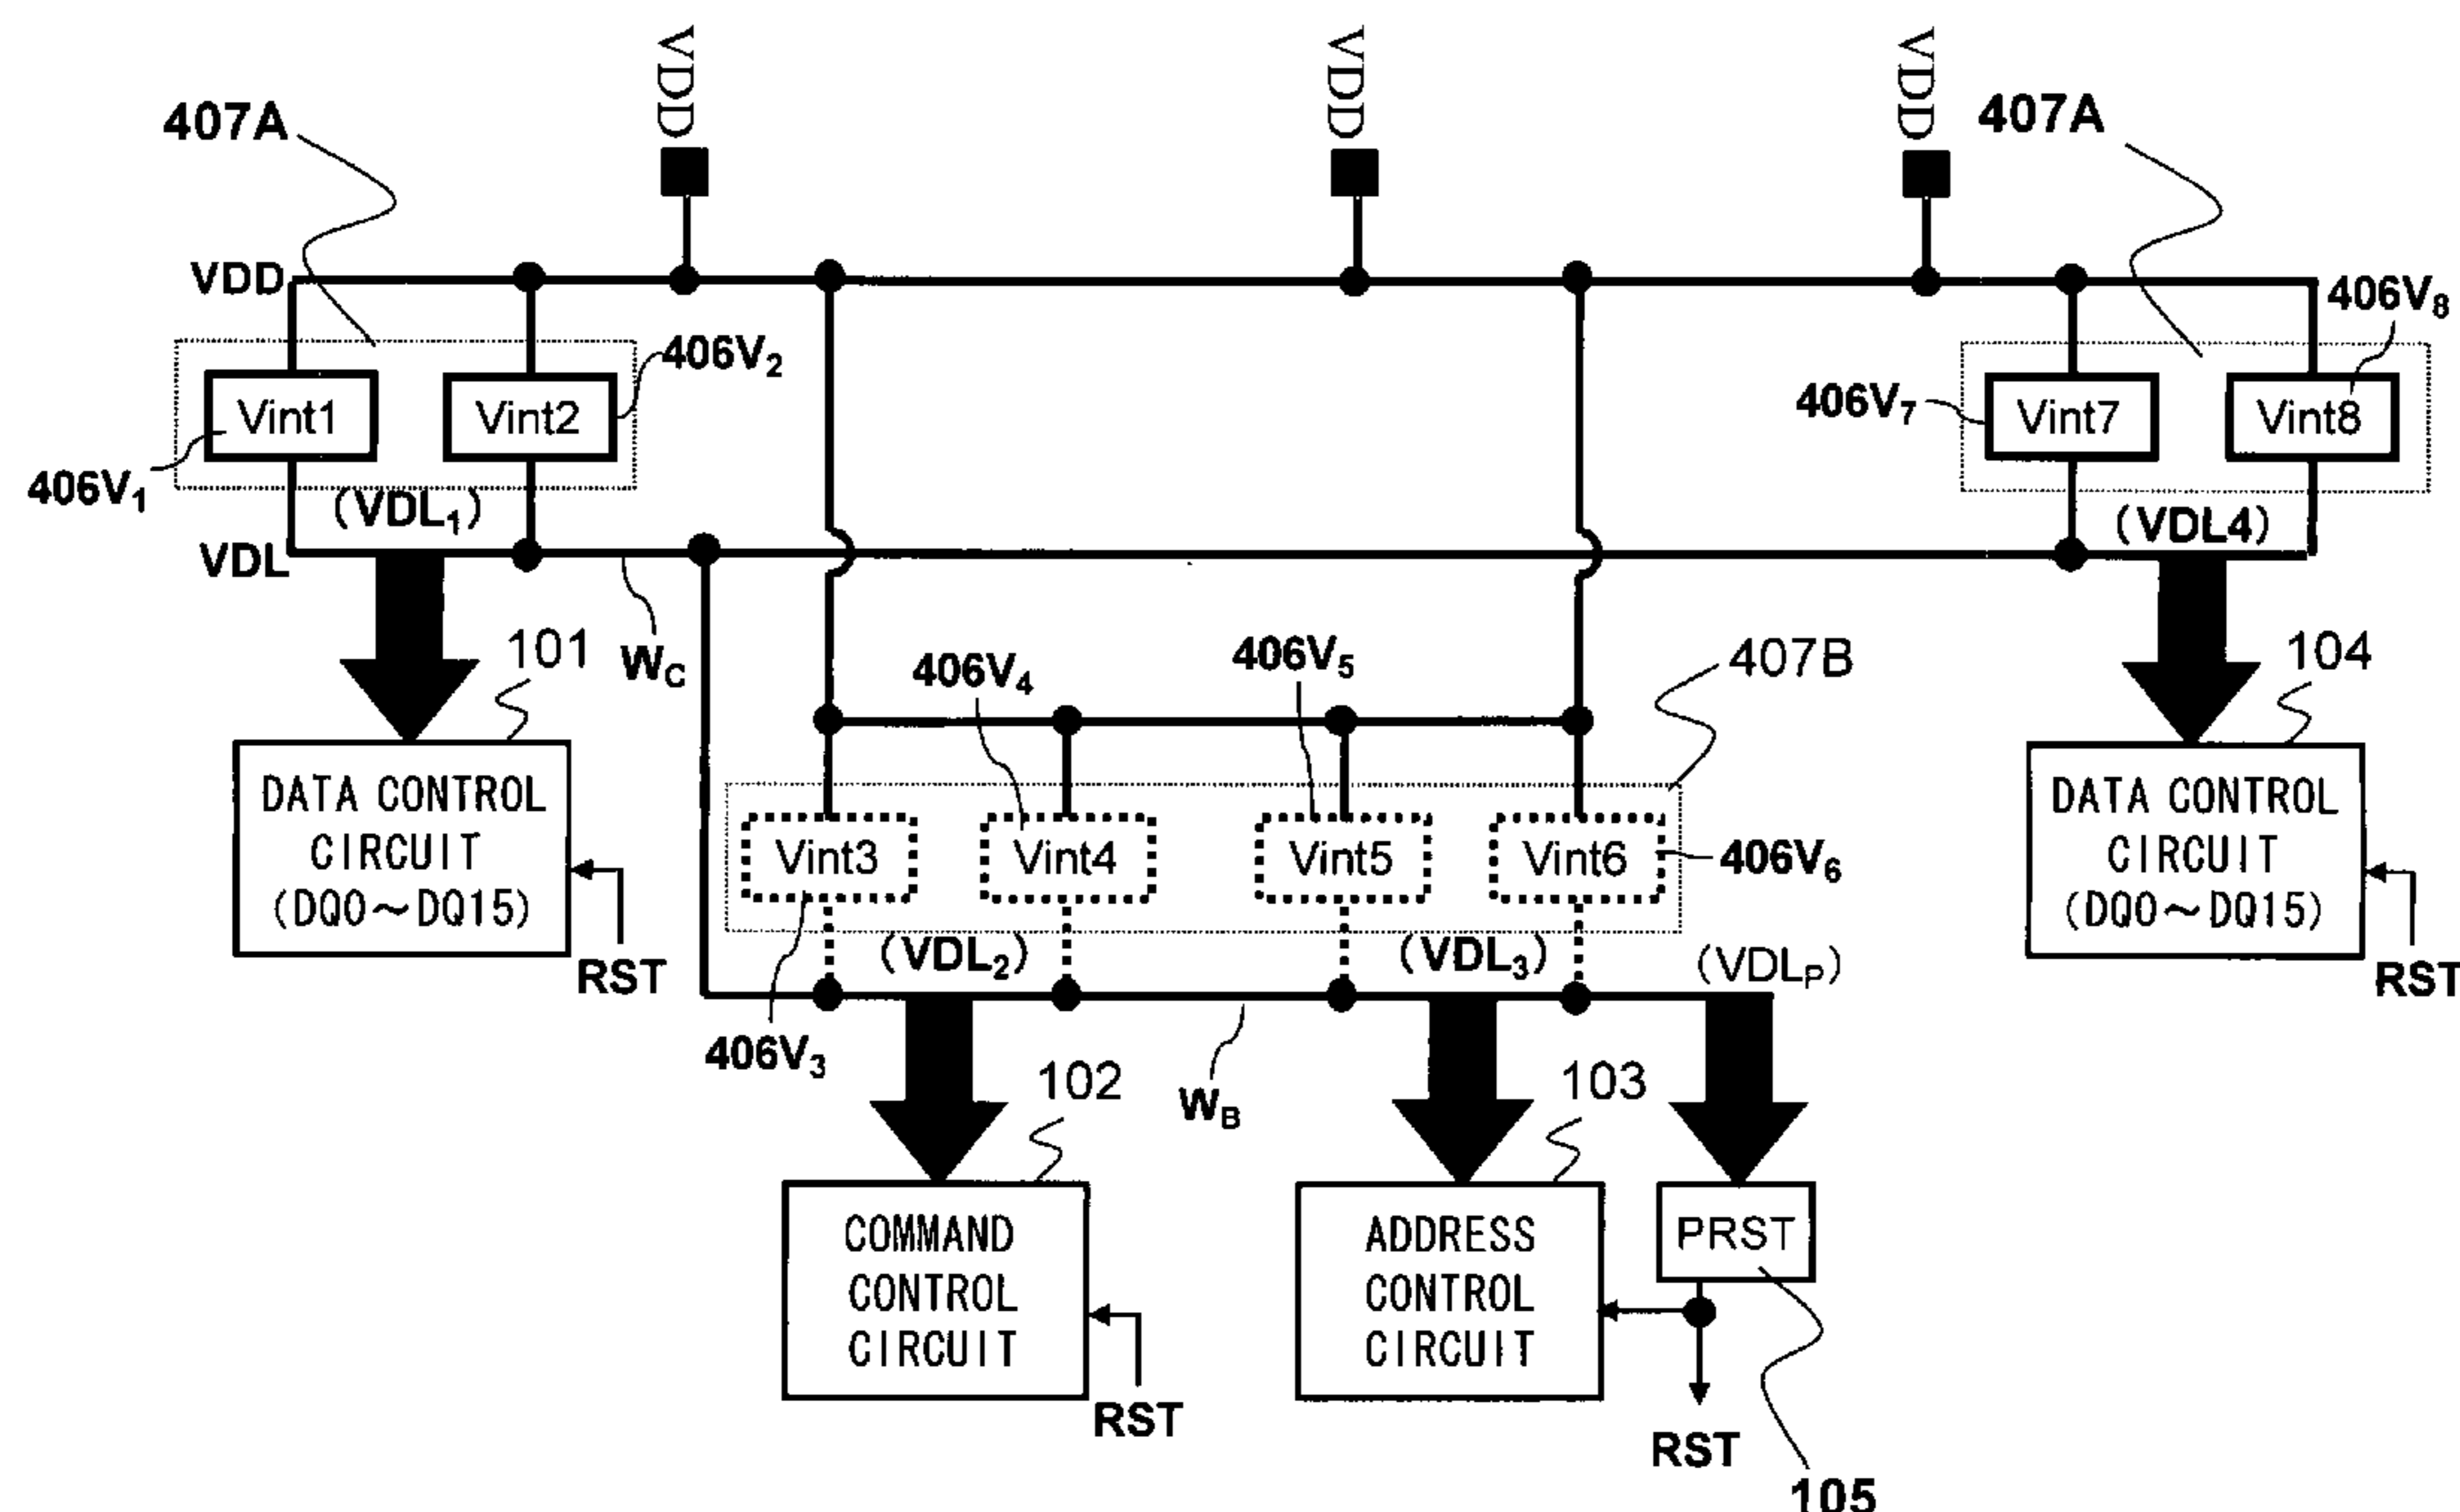 VDD
VDD
VDD
407A
407A
VDD
406V8
406V2
Vint1
Vint2
406V7
Vint7
Vint8
406V1
(VDL1)
(VDL4)
VDL
WC
101
406V4
406V5
407B
104
DATA CONTROL
CIRCUIT
(DQ0～DQ15)
RST
Vint3
Vint4
Vint5
Vint6
406V6
DATA CONTROL
CIRCUIT
(DQ0～DQ15)
RST
(VDL2)
(VDL3)
(VDLP)
406V3
102
WB
103
COMMAND
CONTROL
CIRCUIT
RST
ADDRESS
CONTROL
CIRCUIT
PRST
RST
105